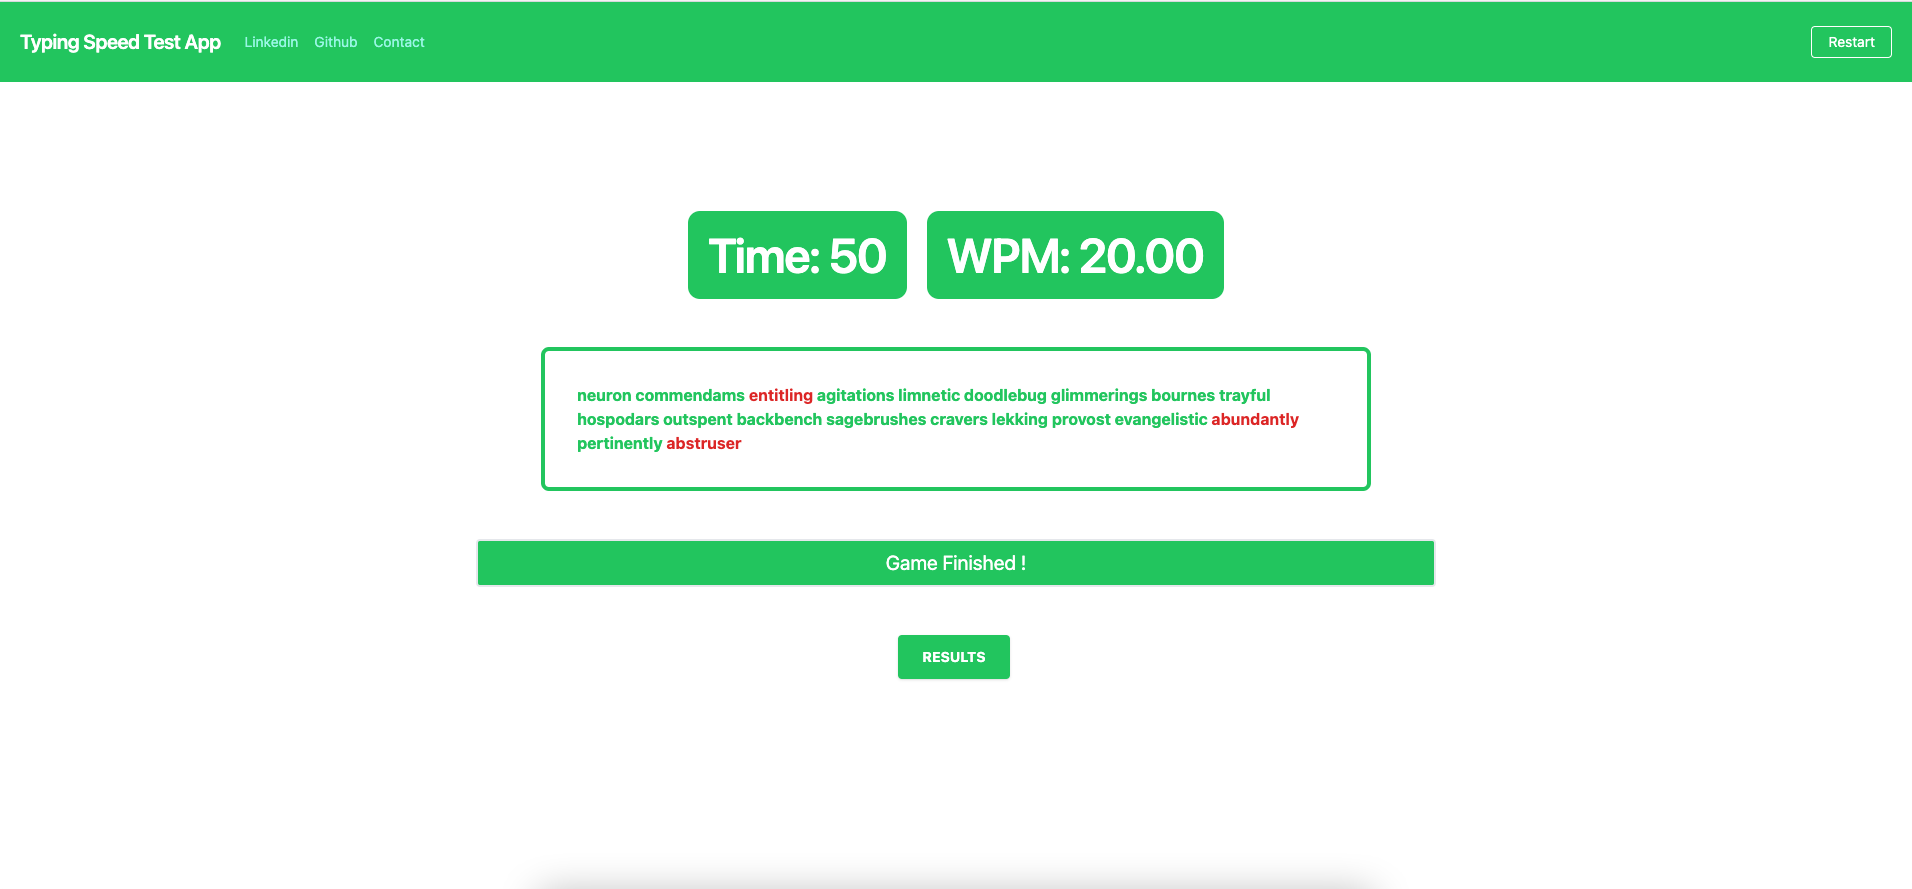 Typing Speed Test App Linkedin Github Contact Restart
Time: 50 WPM: 20.00
neuron commendams entitling agitations limnetic doodlebug glimmerings bournes trayful
hospodars outspent backbench sagebrushes cravers lekking provost evangelistic abundantly
pertinently abstruser
Game Finished !
RESULTS